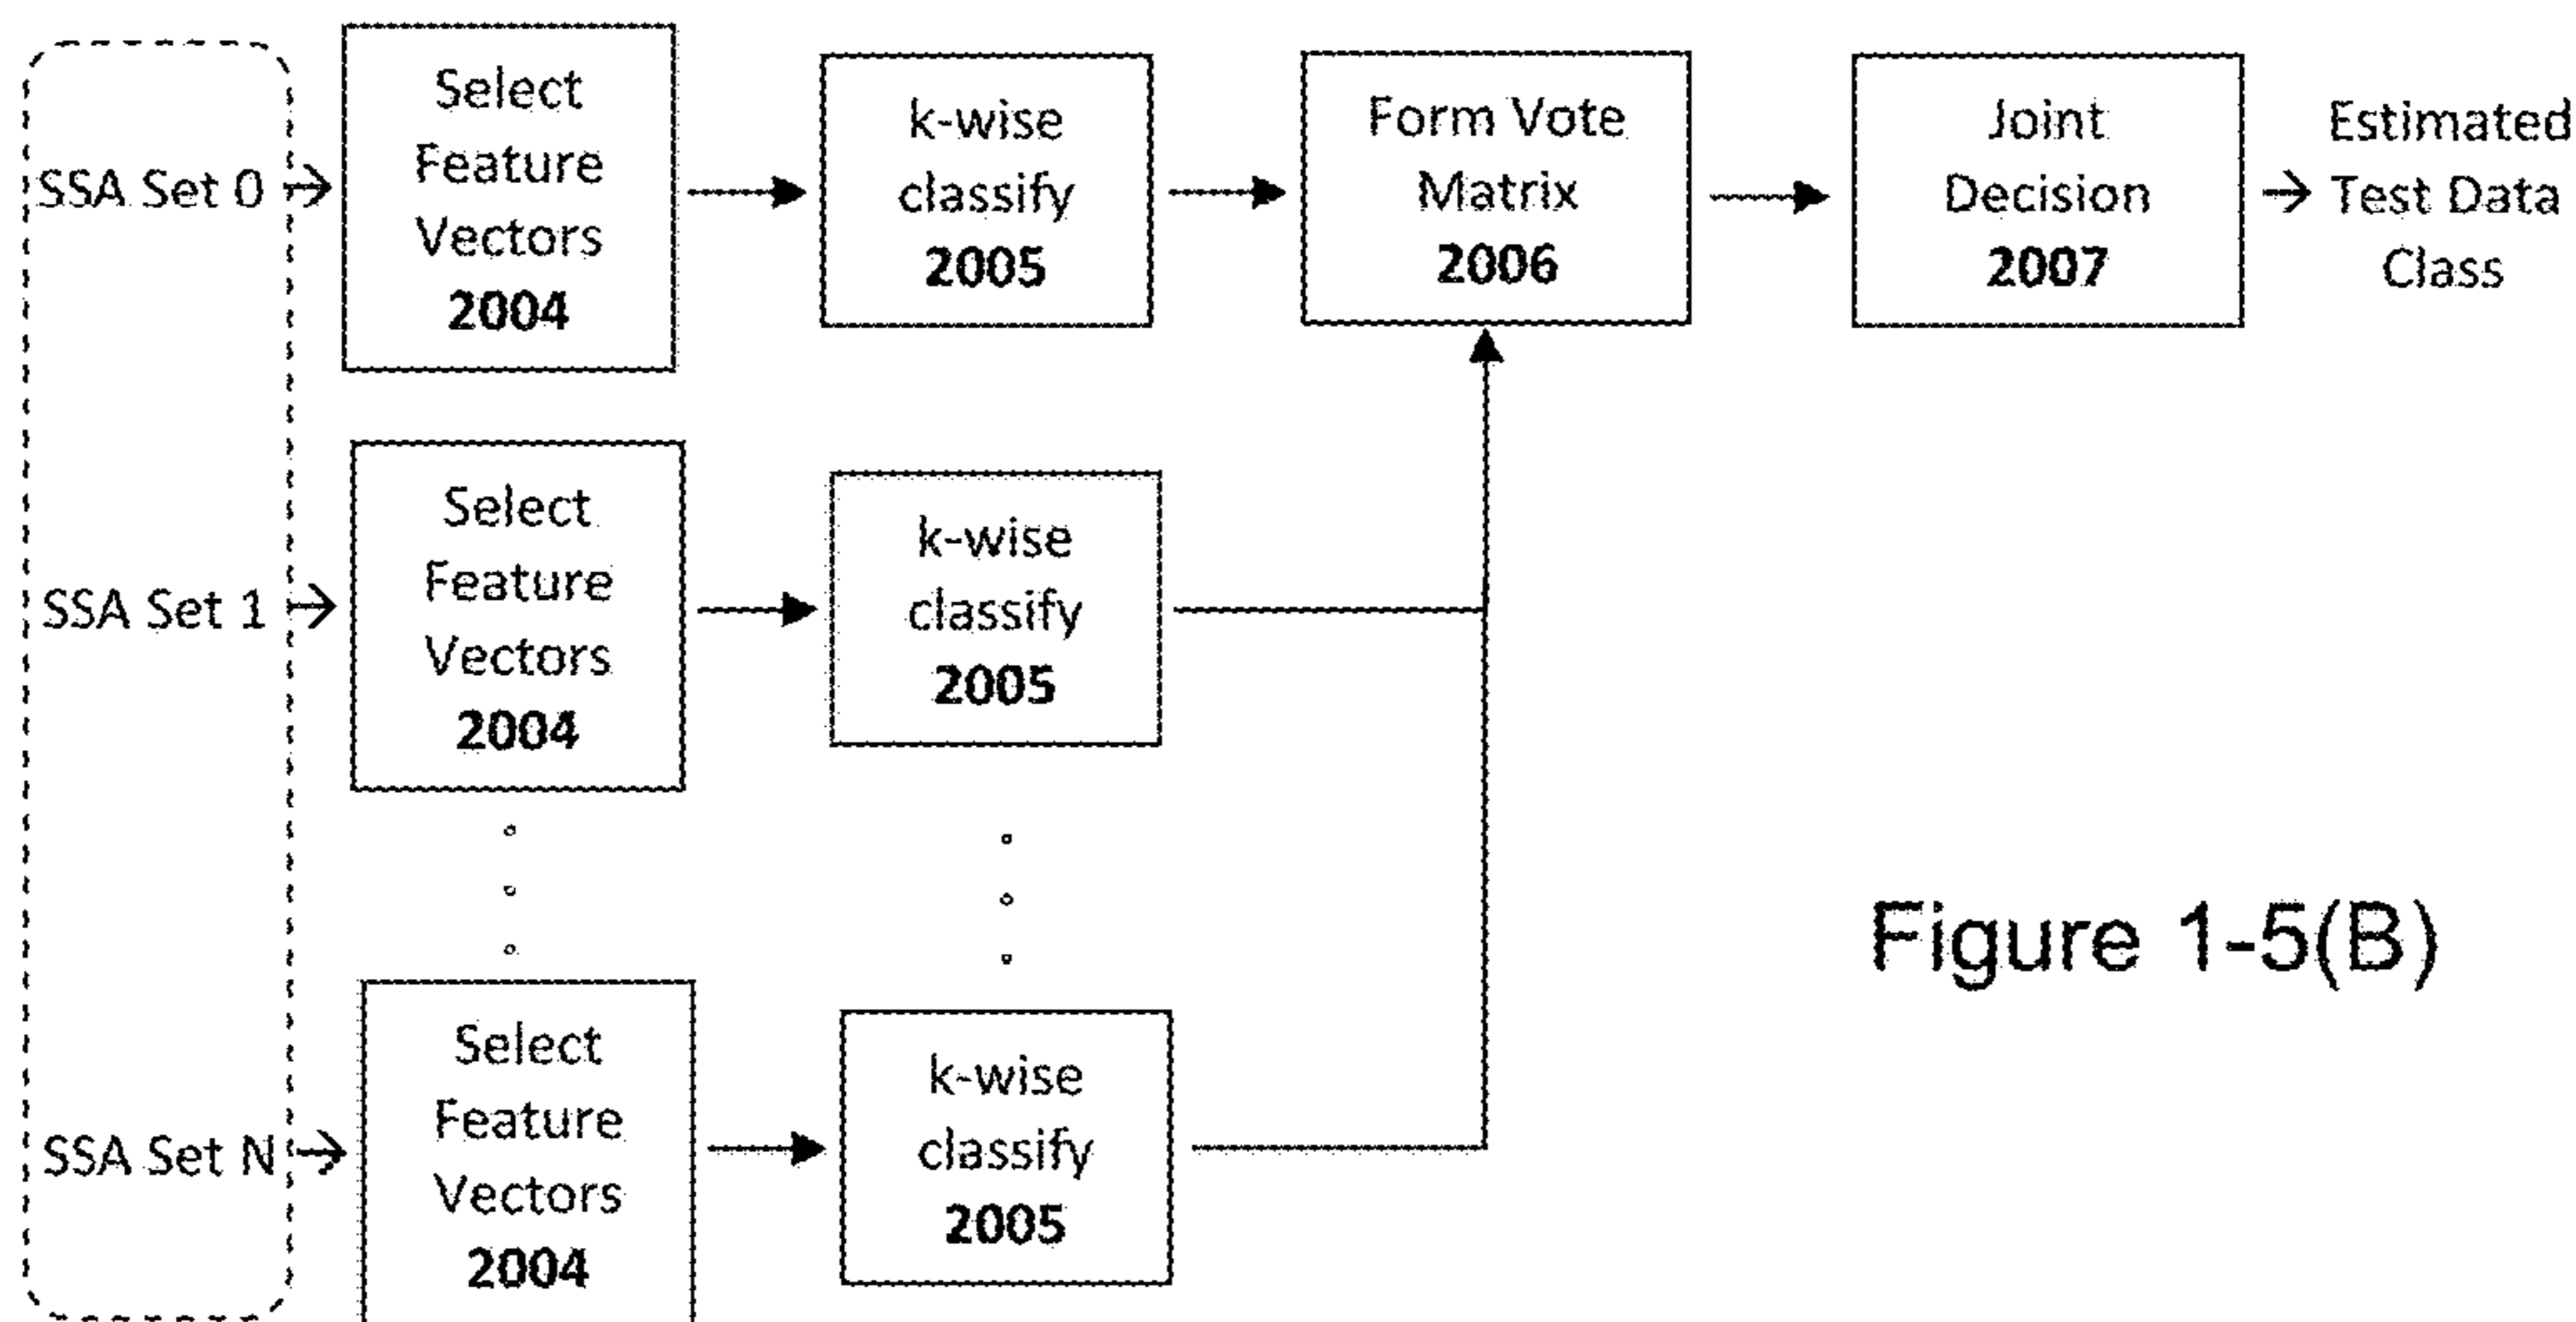 SSA Set 0
Select
Feature
Vectors
2004
k-wise
classify
2005
Form Vote
Matrix
2006
Joint
Decision
2007
Estimated
Test Data
Class
SSA Set 1
Select
Feature
Vectors
2004
k-wise
classify
2005
SSA Set N
Select
Feature
Vectors
2004
k-wise
classify
2005
Figure 1-5(B)